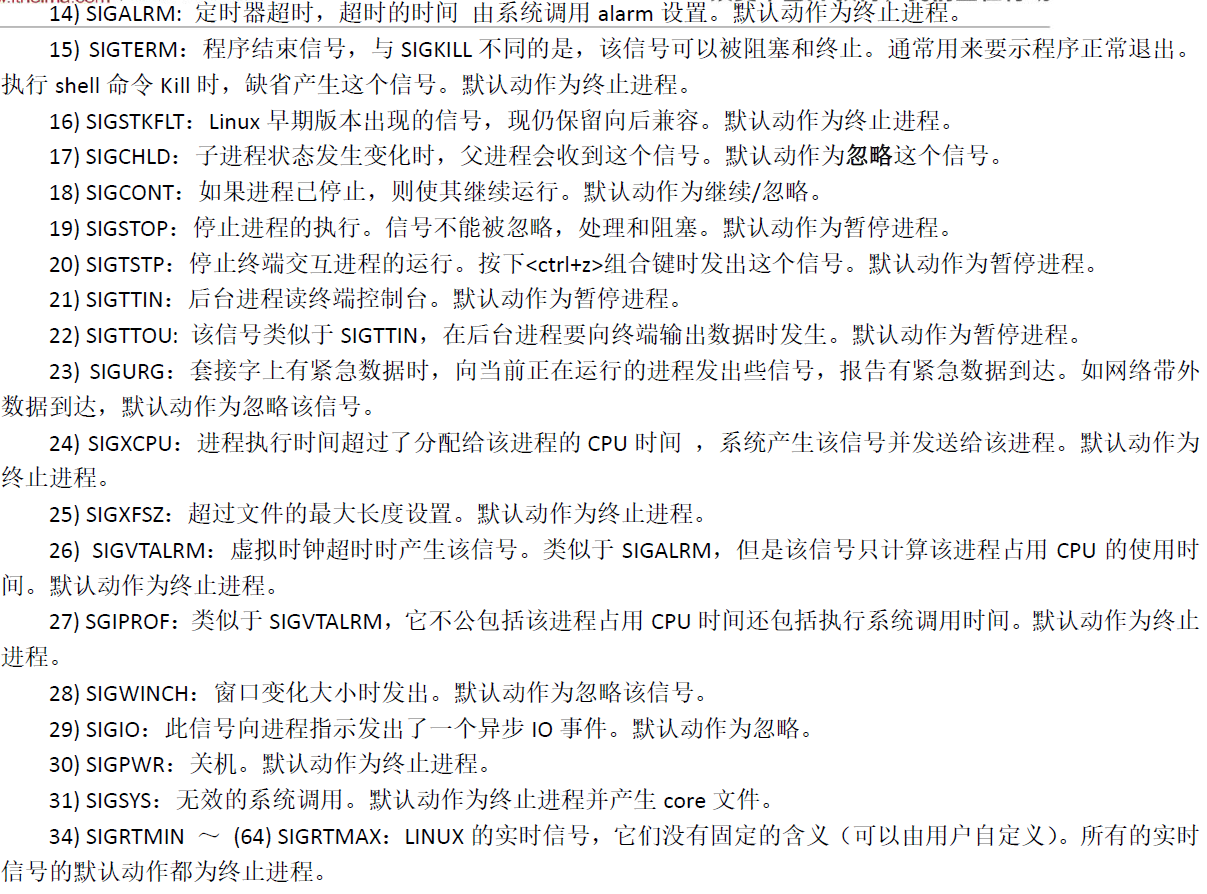 14) SIGALRM: 定时器超时，超时的时间 由系统调用 alarm 设置。默认动作为终止进程。
15) SIGTERM：程序结束信号，与 SIGKILL 不同的是，该信号可以被阻塞和终止。通常用来要示程序正常退出。
执行 shell 命令 Kill 时，缺省产生这个信号。默认动作为终止进程。
16) SIGSTKFLT：Linux 早期版本出现的信号，现仍保留向后兼容。默认动作为终止进程。
17) SIGCHLD：子进程状态发生变化时，父进程会收到这个信号。默认动作为忽略这个信号。
18) SIGCONT：如果进程已停止，则使其继续运行。默认动作为继续/忽略。
19) SIGSTOP：停止进程的执行。信号不能被忽略，处理和阻塞。默认动作为暂停进程。
20) SIGTSTP：停止终端交互进程的运行。按下<ctrl+z>组合键时发出这个信号。默认动作为暂停进程。
21) SIGTTIN：后台进程读终端控制台。默认动作为暂停进程。
22) SIGTTOU: 该信号类似于 SIGTTIN，在后台进程要向终端输出数据时发生。默认动作为暂停进程。
23) SIGURG：套接字上有紧急数据时，向当前正在运行的进程发出些信号，报告有紧急数据到达。如网络带外
数据到达，默认动作为忽略该信号。
24) SIGXCPU：进程执行时间超过了分配给该进程的 CPU 时间 ，系统产生该信号并发送给该进程。默认动作为
终止进程。
25) SIGXFSZ：超过文件的最大长度设置。默认动作为终止进程。
26) SIGVTALRM：虚拟时钟超时时产生该信号。类似于 SIGALRM，但是该信号只计算该进程占用 CPU 的使用时
间。默认动作为终止进程。
27) SGIPROF：类似于 SIGVTALRM，它不公包括该进程占用 CPU 时间还包括执行系统调用时间。默认动作为终止
进程。
28) SIGWINCH：窗口变化大小时发出。默认动作为忽略该信号。
29) SIGIO：此信号向进程指示发出了一个异步 IO 事件。默认动作为忽略。
30) SIGPWR：关机。默认动作为终止进程。
31) SIGSYS：无效的系统调用。默认动作为终止进程并产生 core 文件。
34) SIGRTMIN ～ (64) SIGRTMAX：LINUX 的实时信号，它们没有固定的含义（可以由用户自定义）。所有的实时
信号的默认动作都为终止进程。